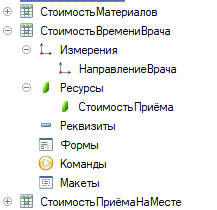 СтоимостьМатериалов
СтоимостьВремениВрача
Измерения
НаправлениеВрача
Ресурсы
СтоимостьПриёма
Реквизиты
Формы
Команды
Макеты
СтоимостьПриёмаНаМесте